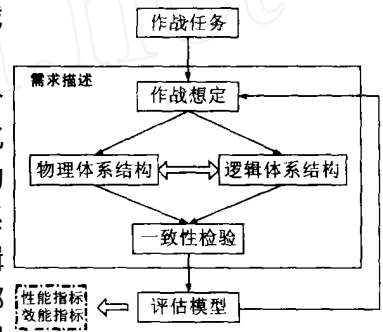 作战任务
需求描述
作战想定
物理体系结构
逻辑体系结构
一致性检验
性能指标
效能指标
评估模型